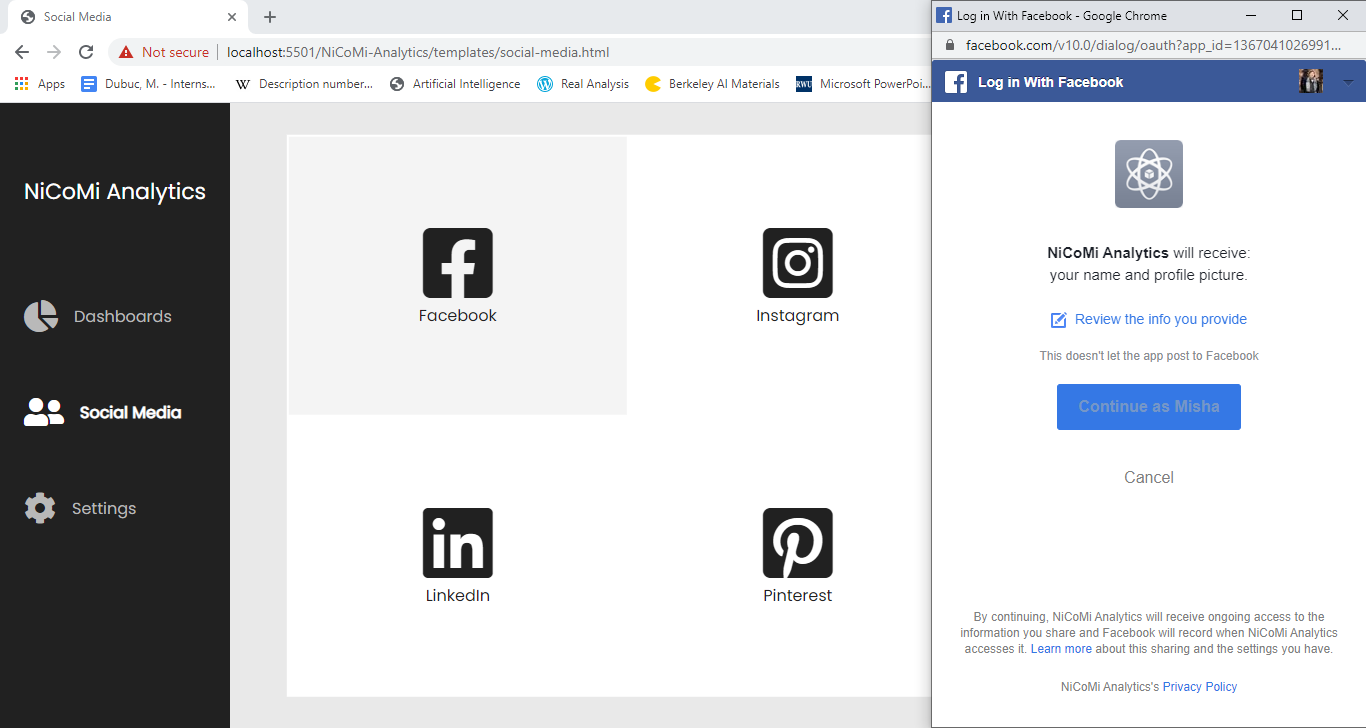 Social Media
Not secure
localhost:5501/NiCoMi-Analytics/templates/social-media.html
Apps
Dubuc, M. - Interns...
W
Description number...
Artificial Intelligence
Real Analysis
Berkeley AI Materials
RWU
Microsoft PowerPoi...
NiCoMi Analytics
Dashboards
Social Media
Settings
Facebook
Instagram
in
LinkedIn
Pinterest
Log in With Facebook - Google Chrome
facebook.com/v10.0/dialog/oauth?app_id=1367041026991...
Log in With Facebook
NiCoMi Analytics will receive:
your name and profile picture.
Review the info you provide
This doesn't let the app post to Facebook
Continue as Misha
Cancel
By continuing, NiCoMi Analytics will receive ongoing access to the
information you share and Facebook will record when NiCoMi Analytics
accesses it. Learn more about this sharing and the settings you have.
NiCoMi Analytics's Privacy Policy